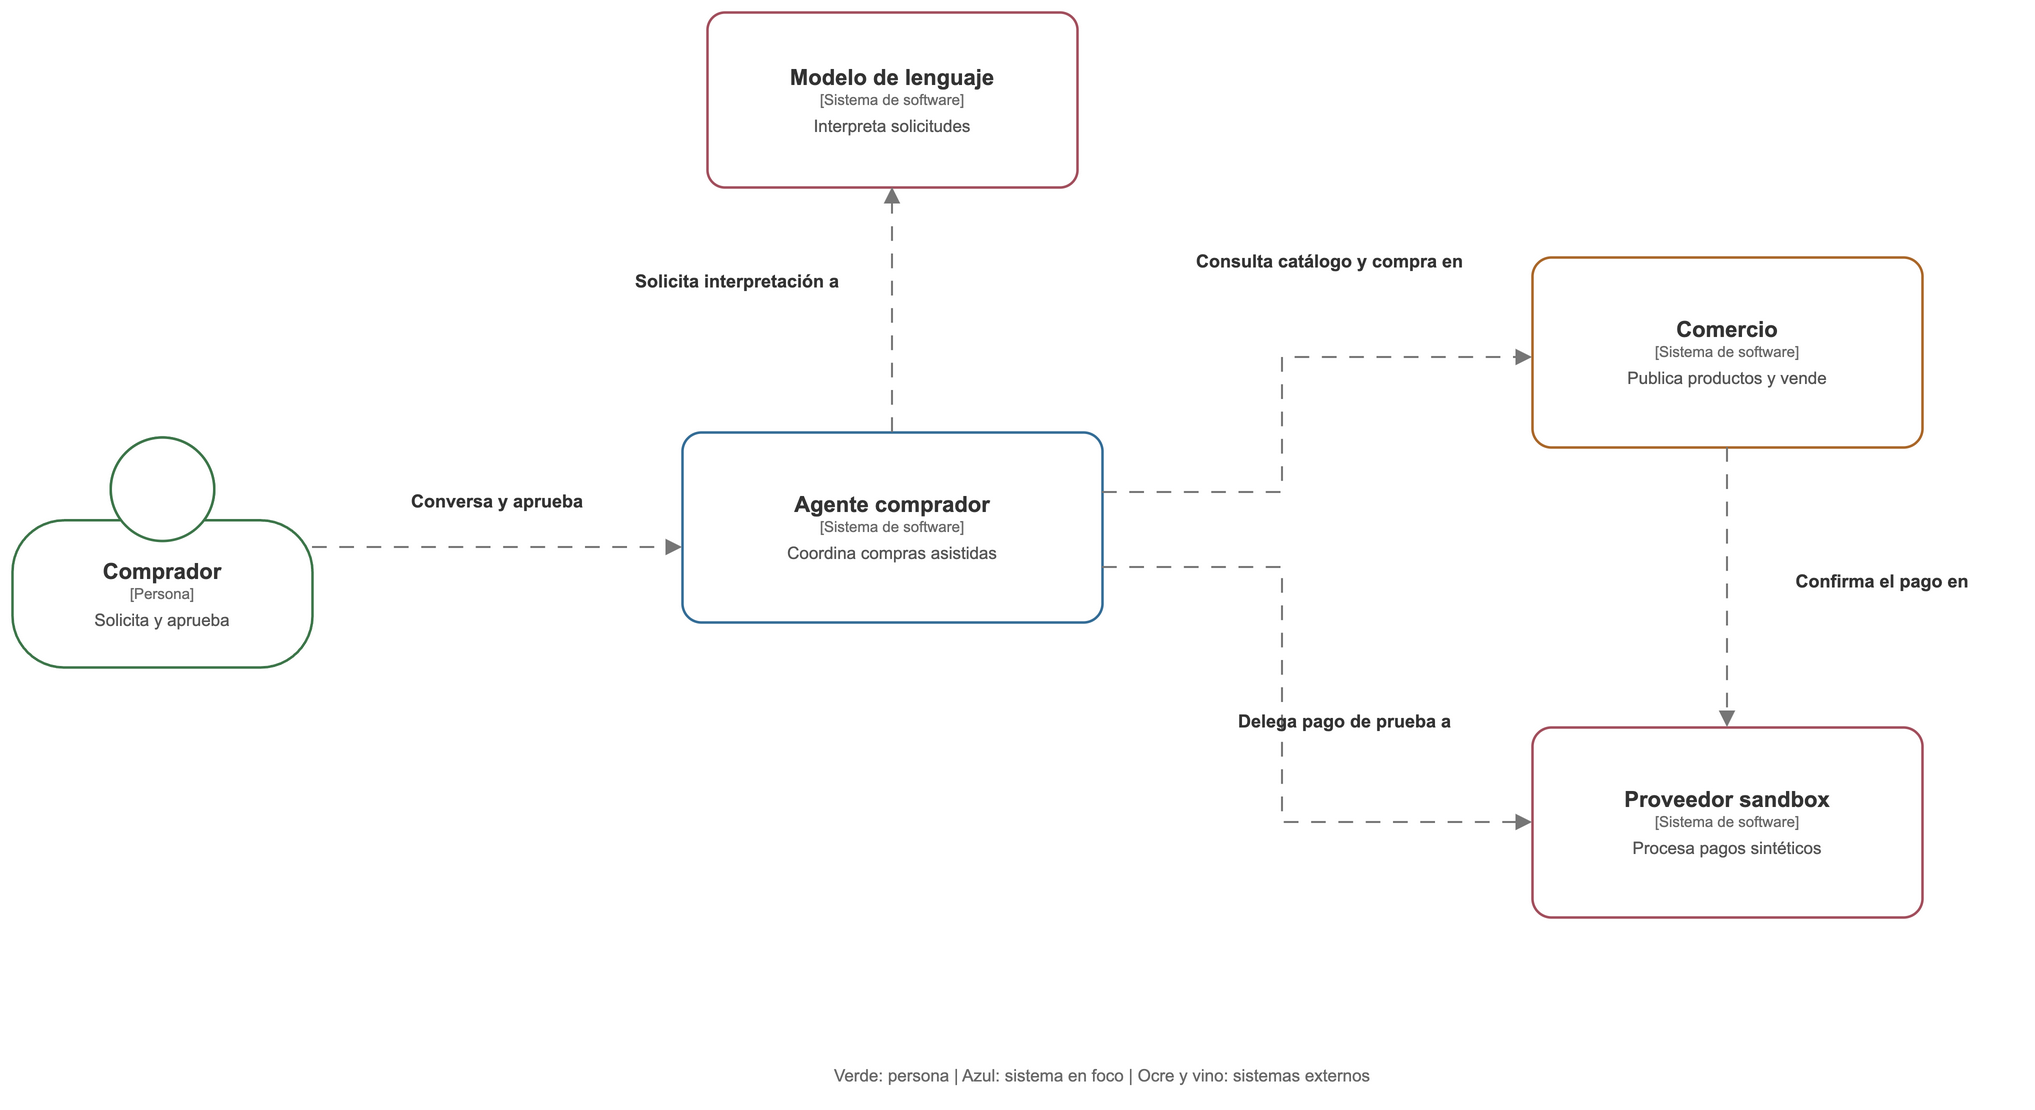 Modelo de lenguaje
[Sistema de software]
Interpreta solicitudes
Solicita interpretación a
Consulta catálogo y compra en
Comercio
[Sistema de software]
Publica productos y vende
Conversa y aprueba
Agente comprador
[Sistema de software]
Coordina compras asistidas
Comprador
[Persona]
Solicita y aprueba
Confirma el pago en
Delega pago de prueba a
Proveedor sandbox
[Sistema de software]
Procesa pagos sintéticos
Verde: persona | Azul: sistema en foco | Ocre y vino: sistemas externos